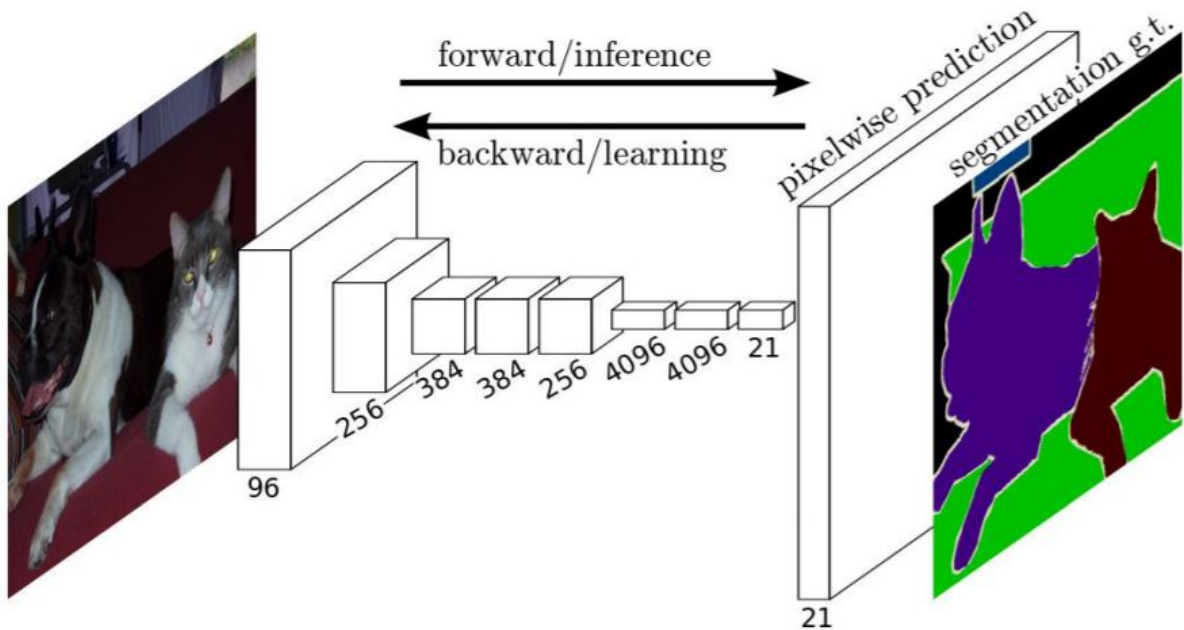 forward/inference
backward/learning
pixelwise prediction
segmentation g.t.
96
256
384
384
256
4096
4096
21
21